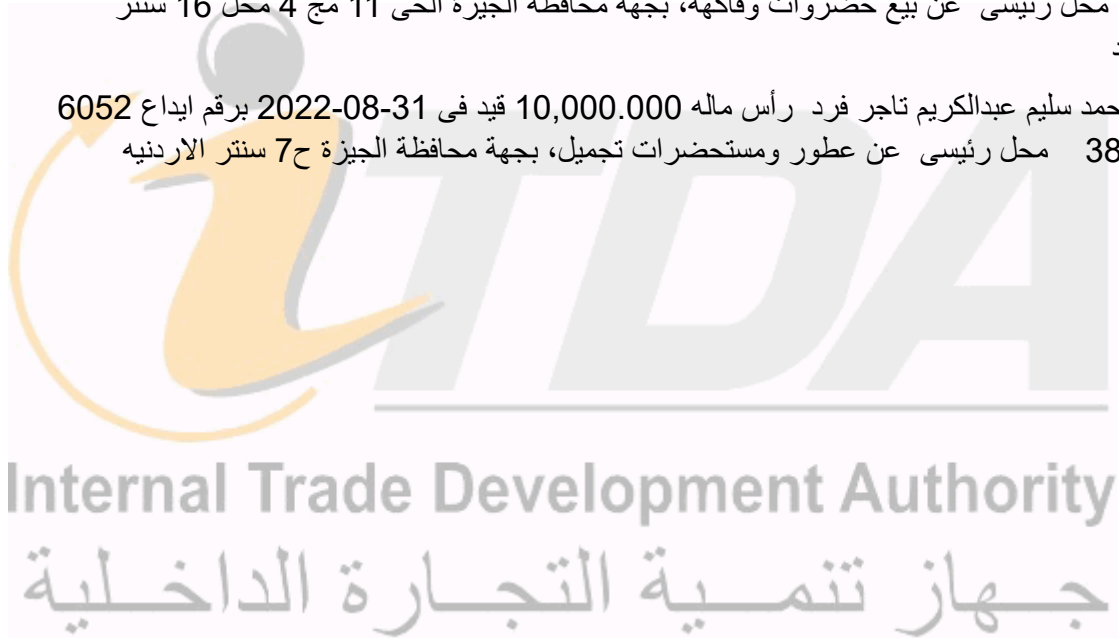 محل رئيسى عن بيع خضروات وفاكهة، بجهة محافظة الجيزة الحى 11 مج 4 محل 16 سنتر
د
حمد سليم عبدالكريم تاجر فرد رأس ماله 10,000.000 قيد فى 31-08-2022 برقم ايداع 6052
38 محل رئيسى عن عطور ومستحضرات تجميل، بجهة محافظة الجيزة ح7 سنتر الاردنيه
iTDA
Internal Trade Development Authority
جهاز تنمية التجارة الداخلية